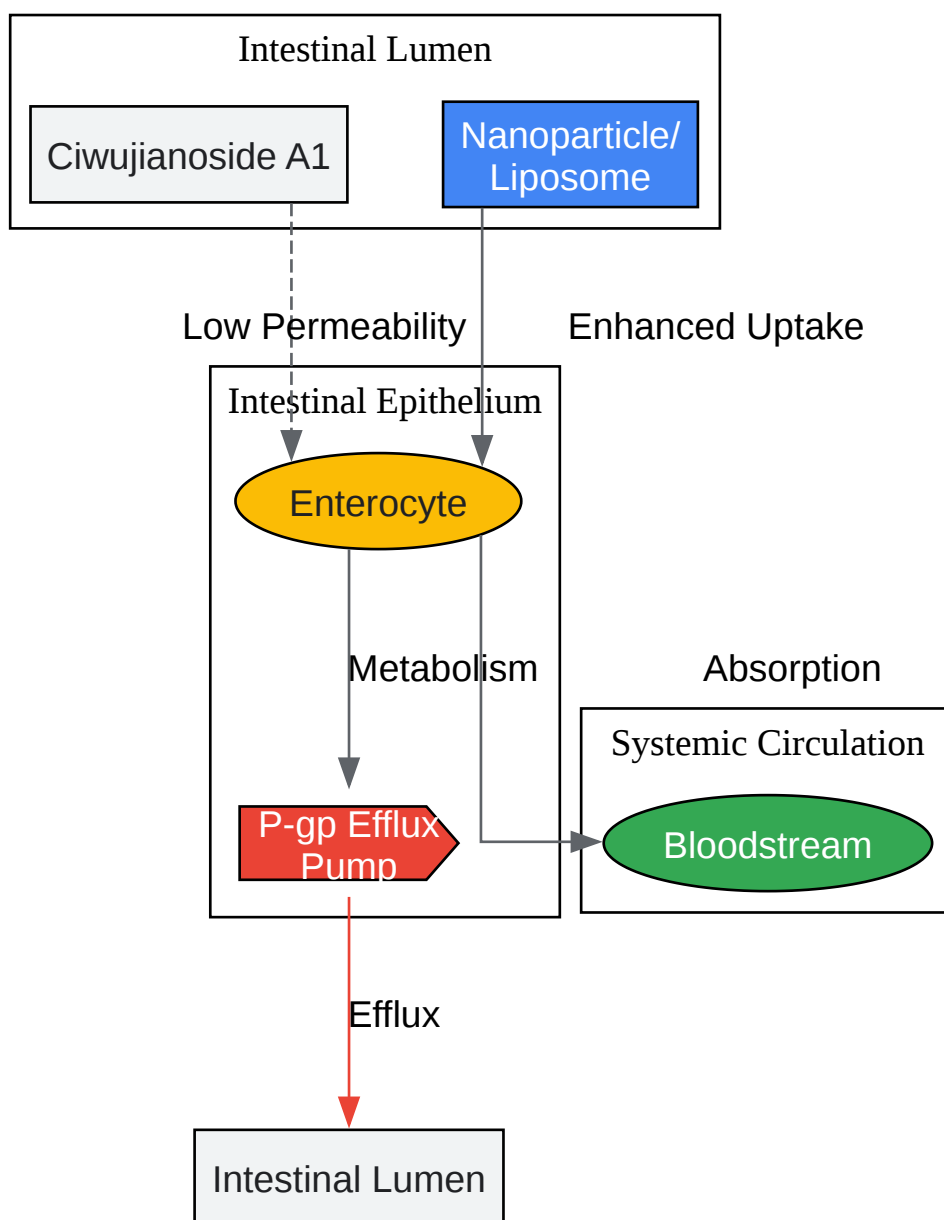 Intestinal Lumen
Ciwujianoside A1
Nanoparticle/
Liposome
Low Permeability
Enhanced Uptake
Intestinal Epithelium
Enterocyte
Metabolism
Absorption
Systemic Circulation
P-gp Efflux
Pump
Bloodstream
Efflux
Intestinal Lumen